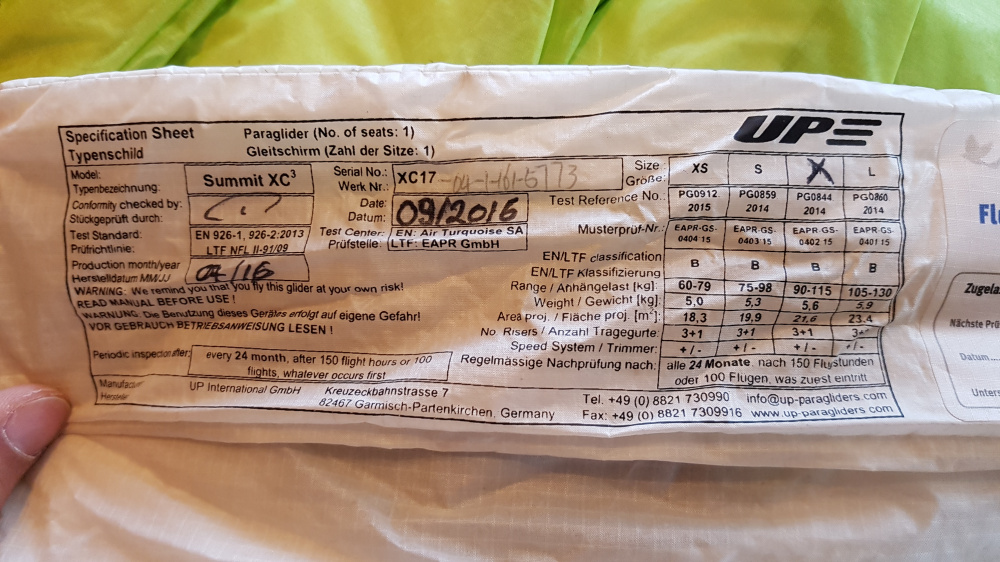 Specification Sheet Paraglider (No. of seats: 1)
Typenschild Gleitschirm (Zahl der Sitze: 1)
UP
Model: Summit XC³
Typenbezeichnung:
Serial No.: XC17
Werk Nr.:
Size: XS S X L
Größe:
Conformity checked by:
Stückgeprüft durch:
Date: 09/2016
Datum:
Test Reference No.: PG0912 PG0859 PG0844 PG0860
2015 2014 2014 2014
Test Standard: EN 926-1, 926-2:2013
Prüfrichtlinie: LTF NFL II-91/09
Test Center: EN: Air Turquoise SA
Prüfstelle: LTF: EAPR GmbH
Musterprüf-Nr.: EAPR-GS- EAPR-GS- EAPR-GS- EAPR-GS-
0404 15 0403 15 0402 15 0401 15
Production month/year 04/16
Herstelldatum MM/JJ
EN/LTF classification B B B B
EN/LTF Klassifizierung
WARNING: We remind you that you fly this glider at your own risk!
READ MANUAL BEFORE USE!
WARNUNG: Die Benutzung dieses Gerätes erfolgt auf eigene Gefahr!
VOR GEBRAUCH BETRIEBSANWEISUNG LESEN!
Range / Anhängelast [kg]: 60-79 75-98 90-115 105-130
Weight / Gewicht [kg]: 5,0 5,3 5,6 5,9
Area proj. / Fläche proj. [m²]: 18,3 19,9 21,6 23,4
No. Risers / Anzahl Tragegurte: 3+1 3+1 3+1 3+
Speed System / Trimmer: + / - + / - + / - + / -
Periodic inspection after: every 24 month, after 150 flight hours or 100
flights, whatever occurs first
Regelmässige Nachprüfung nach: alle 24 Monate, nach 150 Flugstunden
oder 100 Flügen, was zuest eintritt
Manufacturer UP International GmbH Kreuzeckbahnstrasse 7
Hersteller 82467 Garmisch-Partenkirchen, Germany
Tel. +49 (0) 8821 730990 info@up-paragliders.com
Fax: +49 (0) 8821 7309916 www.up-paragliders.com
Fl
Zugela
Nächste Prü
Datum....
Unters